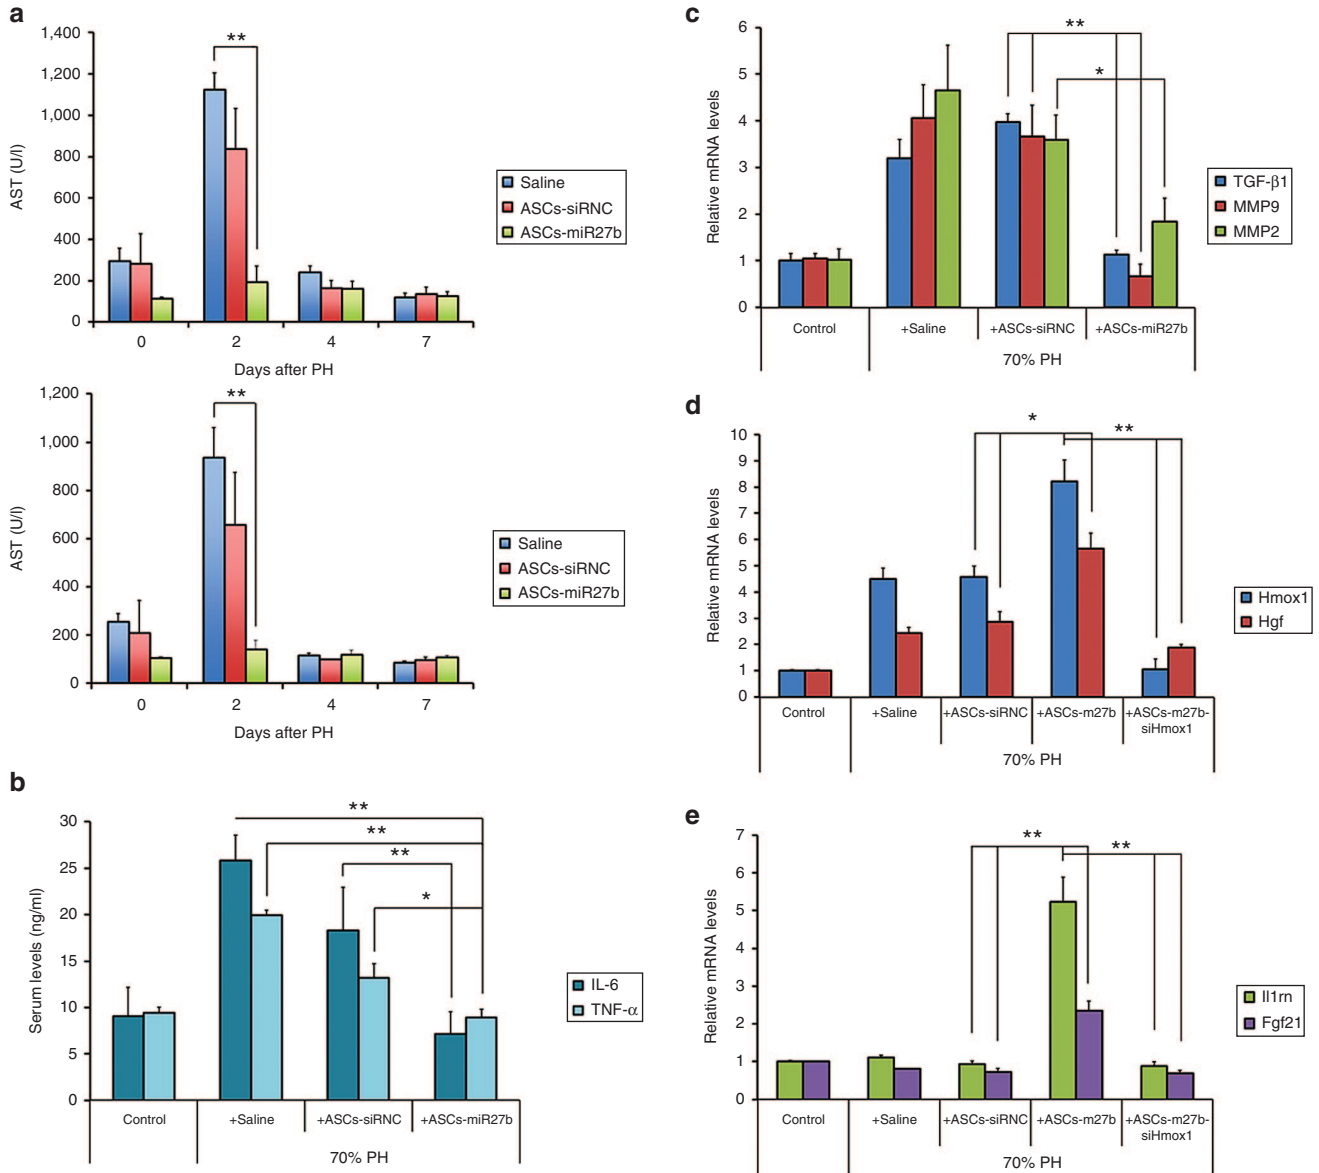 a
1,400
1,200
1,000
800
600
400
200
0
AST (U/l)
**
0 2 4 7
Days after PH
Saline
ASCs-siRNC
ASCs-miR27b
1,200
1,000
800
600
400
200
0
AST (U/l)
**
0 2 4 7
Days after PH
Saline
ASCs-siRNC
ASCs-miR27b
b
30
25
20
15
10
5
0
Serum levels (ng/ml)
**
**
**
*
Control +Saline +ASCs-siRNC +ASCs-miR27b
70% PH
IL-6
TNF-α
c
6
5
4
3
2
1
0
Relative mRNA levels
**
*
Control +Saline +ASCs-siRNC +ASCs-miR27b
70% PH
TGF-β1
MMP9
MMP2
d
10
9
8
7
6
5
4
3
2
1
0
Relative mRNA levels
*
**
Control +Saline +ASCs-siRNC +ASCs-m27b +ASCs-m27b-
siHmox1
70% PH
Hmox1
Hgf
e
7
6
5
4
3
2
1
0
Relative mRNA levels
**
**
Control +Saline +ASCs-siRNC +ASCs-m27b +ASCs-m27b-
siHmox1
70% PH
Il1rn
Fgf21